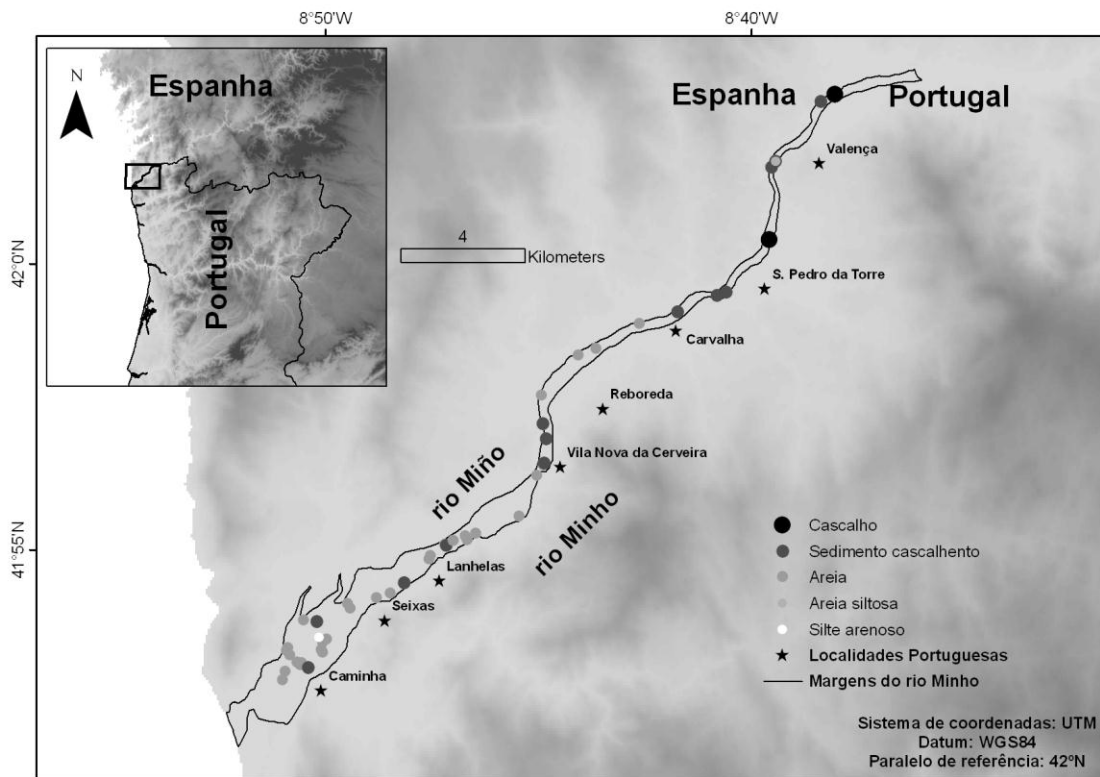 8°50'W
8°40'W
N
Espanha
Portugal
Espanha
Portugal
Valença
4
Kilometers
42°0'N
S. Pedro da Torre
Carvalha
Reboreda
Vila Nova da Cerveira
rio Miño
rio Minho
41°55'N
Lanhelas
Seixas
Caminha
Cascalho
Sedimento cascalhento
Areia
Areia siltosa
Silte arenoso
Localidades Portuguesas
Margens do rio Minho
Sistema de coordenadas: UTM
Datum: WGS84
Paralelo de referência: 42ºN